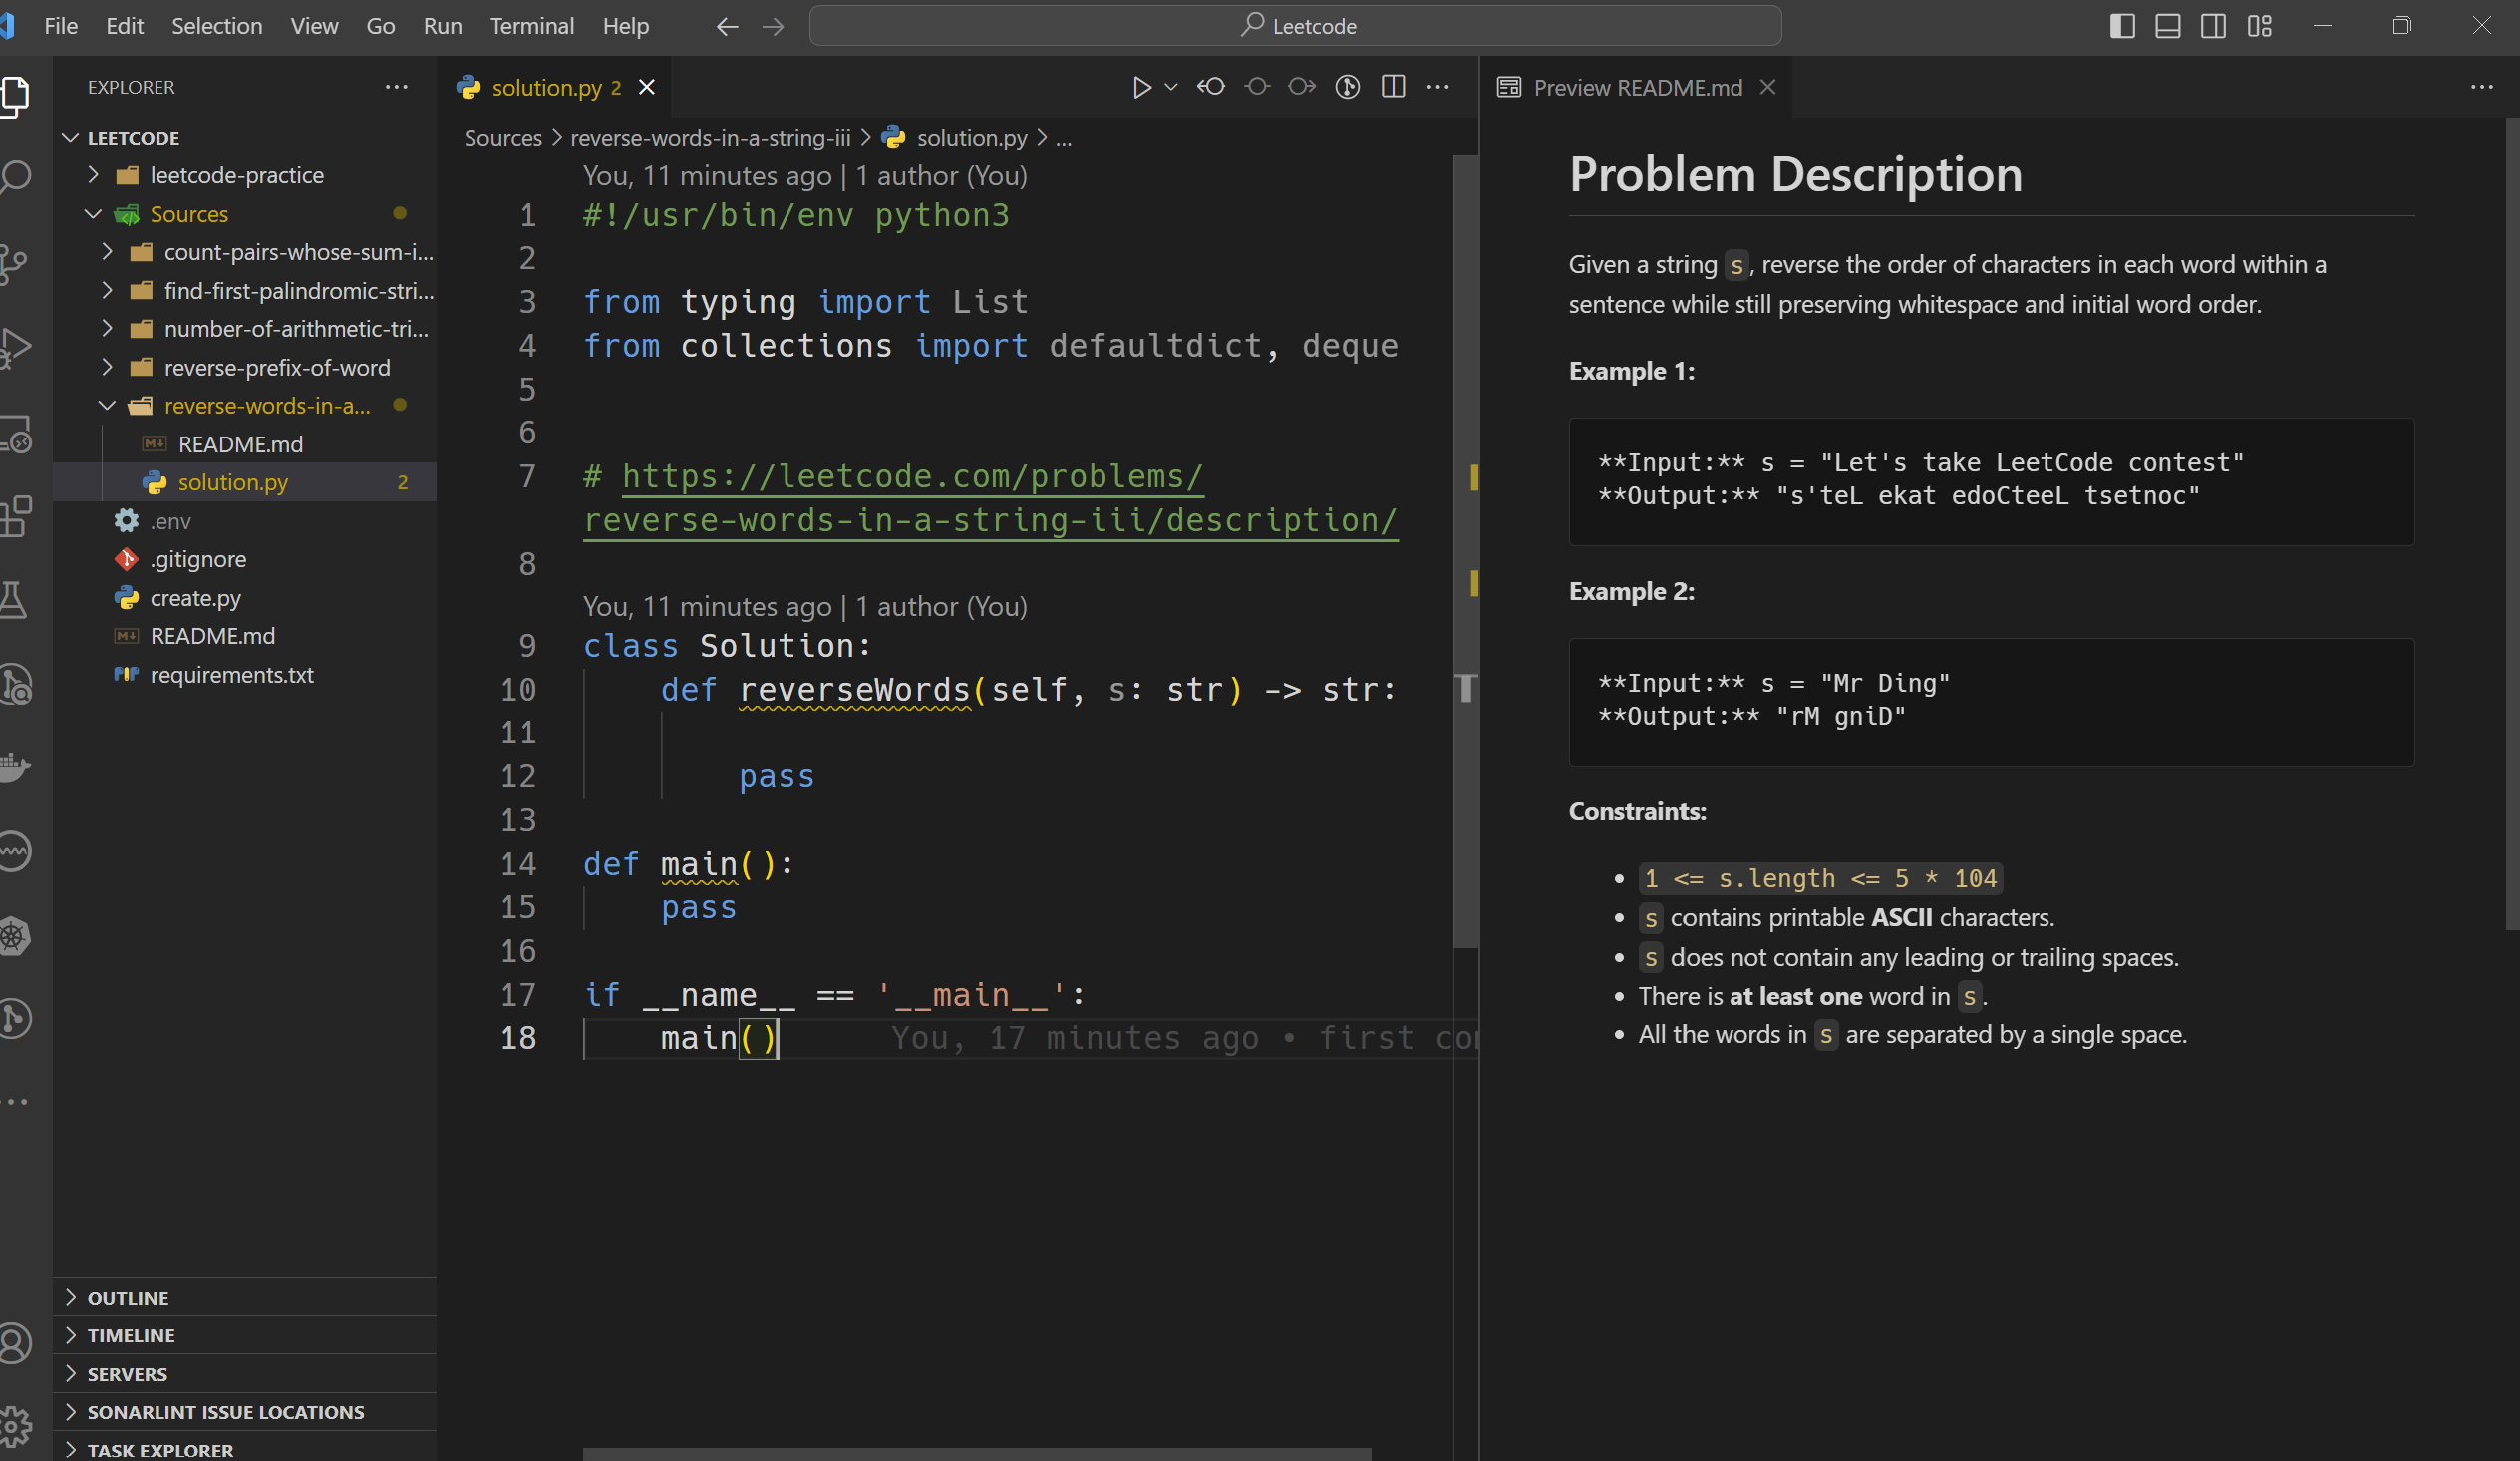 File Edit Selection View Go Run Terminal Help
Leetcode
EXPLORER
LEETCODE
leetcode-practice
Sources
count-pairs-whose-sum-i...
find-first-palindromic-stri...
number-of-arithmetic-tri...
reverse-prefix-of-word
reverse-words-in-a...
README.md
solution.py 2
.env
.gitignore
create.py
README.md
requirements.txt
OUTLINE
TIMELINE
SERVERS
SONARLINT ISSUE LOCATIONS
TASK EXPLORER
solution.py 2
Sources > reverse-words-in-a-string-iii > solution.py > ...
You, 11 minutes ago | 1 author (You)
1 #!/usr/bin/env python3
2
3 from typing import List
4 from collections import defaultdict, deque
5
6
7 # https://leetcode.com/problems/
reverse-words-in-a-string-iii/description/
8
You, 11 minutes ago | 1 author (You)
9 class Solution:
10 def reverseWords(self, s: str) -> str:
11
12 pass
13
14 def main():
15 pass
16
17 if __name__ == '__main__':
18 main() You, 17 minutes ago • first
Preview README.md
Problem Description
Given a string s, reverse the order of characters in each word within a
sentence while still preserving whitespace and initial word order.
Example 1:
**Input:** s = "Let's take LeetCode contest"
**Output:** "s'teL ekat edoCteeL tsetnoc"
Example 2:
**Input:** s = "Mr Ding"
**Output:** "rM gniD"
Constraints:
• 1 <= s.length <= 5 * 104
• s contains printable ASCII characters.
• s does not contain any leading or trailing spaces.
• There is at least one word in s.
• All the words in s are separated by a single space.